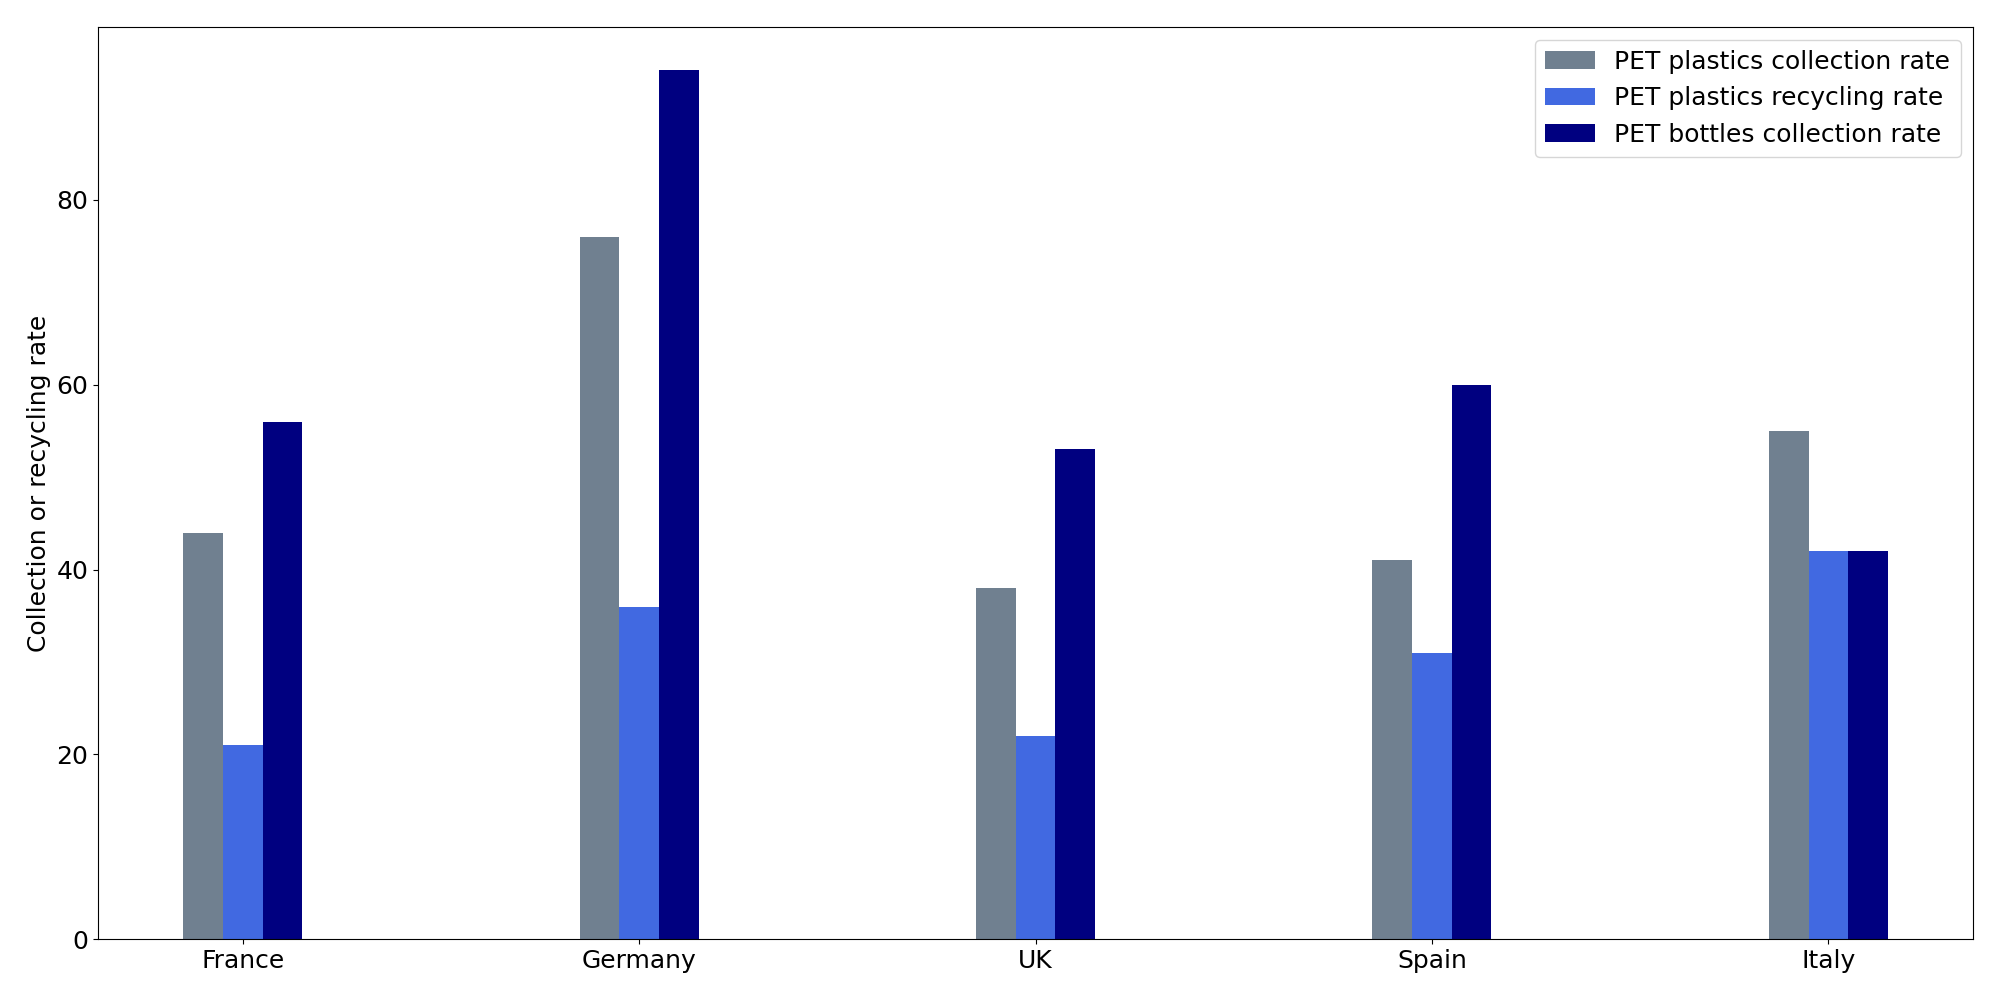 PET plastics collection rate
PET plastics recycling rate
PET bottles collection rate
Collection or recycling rate
80
60
40
20
0
France
Germany
UK
Spain
Italy